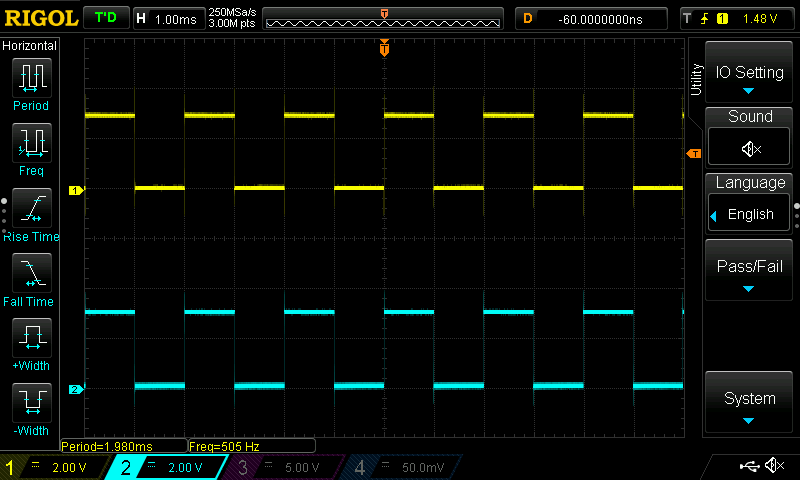 RIGOL T'D H 1.00ms 250MSa/s 3.00M pts T D -60.0000000ns T 1 1.48 V
Horizontal
Period
Freq
Rise Time
Fall Time
+Width
-Width
T
1
2
T
Period=1.980ms Freq=505 Hz
Utility
IO Setting
Sound
Language
English
Pass/Fail
System
1 2.00 V 2 2.00 V 3 5.00 V 4 50.0mV